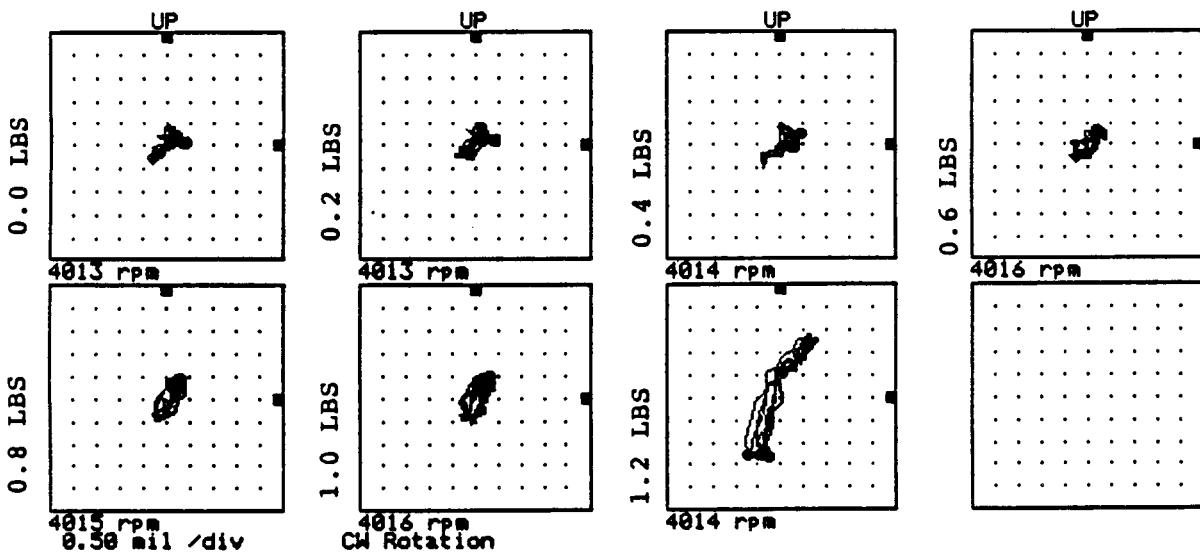 UP
UP
UP
UP
0.0 LBS
0.2 LBS
0.4 LBS
0.6 LBS
4013 rpm
4013 rpm
4014 rpm
4016 rpm
0.8 LBS
1.0 LBS
1.2 LBS
4015 rpm
4016 rpm
4014 rpm
0.50 mil /div
CW Rotation